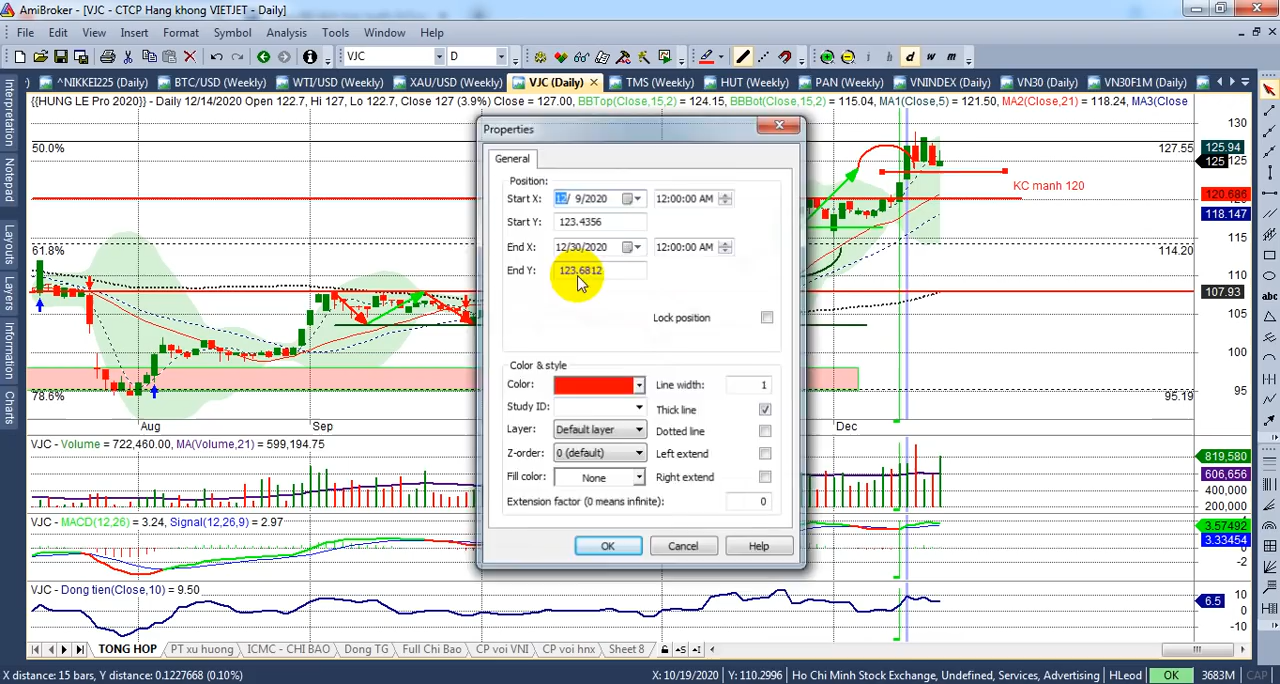 AmiBroker - [VJC - CTCP Hang khong VIETJET - Daily]
File Edit View Insert Format Symbol Analysis Tools Window Help
VJC D d w m
^NIKKEI225 (Daily) BTC/USD (Weekly) WTI/USD (Weekly) XAU/USD (Weekly) VJC (Daily) TMS (Weekly) HUT (Weekly) PAN (Weekly) VNINDEX (Daily) VN30 (Daily) VN30F1M (Daily)
{{HUNG LE Pro 2020}} - Daily 12/14/2020 Open 122.7, Hi 127, Lo 122.7, Close 127 (3.9%) Close = 127.00, BBTop(Close,15,2) = 124.15, BBBot(Close,15,2) = 115.04, MA1(Close,5) = 121.50, MA2(Close,21) = 118.24, MA3(Close
Interpretation
Notepad
Layouts
Layers
Information
Charts
50.0%
61.8%
78.6%
127.55
KC manh 120
114.20
95.19
130
125.94
125
120.686
120
118.147
115
110
107.93
100
95
Aug Sep Dec
Properties
General
Position:
Start X: 12/ 9/2020 12:00:00 AM
Start Y: 123.4356
End X: 12/30/2020 12:00:00 AM
End Y: 123.6812
Lock position
Color & style
Color: Line width: 1
Study ID: Thick line
Layer: Default layer Dotted line
Z-order: 0 (default) Left extend
Fill color: None Right extend
Extension factor (0 means infinite): 0
OK Cancel Help
VJC - Volume = 722,460.00, MA(Volume,21) = 599,194.75
819,580
606,656
400,000
200,000
VJC - MACD(12,26) = 3.24, Signal(12,26,9) = 2.97
3.57492
3.33454
-2
VJC - Dong tien(Close,10) = 9.50
10
6.5
0
-10
TONG HOP PT xu huong ICMC - CHI BAO Dong TG Full Chi Bao CP voi VNI CP voi hnx Sheet 8
X distance: 15 bars, Y distance: 0.1227668 (0.10%) X: 10/19/2020 Y: 110.2996 Ho Chi Minh Stock Exchange, Undefined, Services, Advertising HLeod OK 3683M CAP